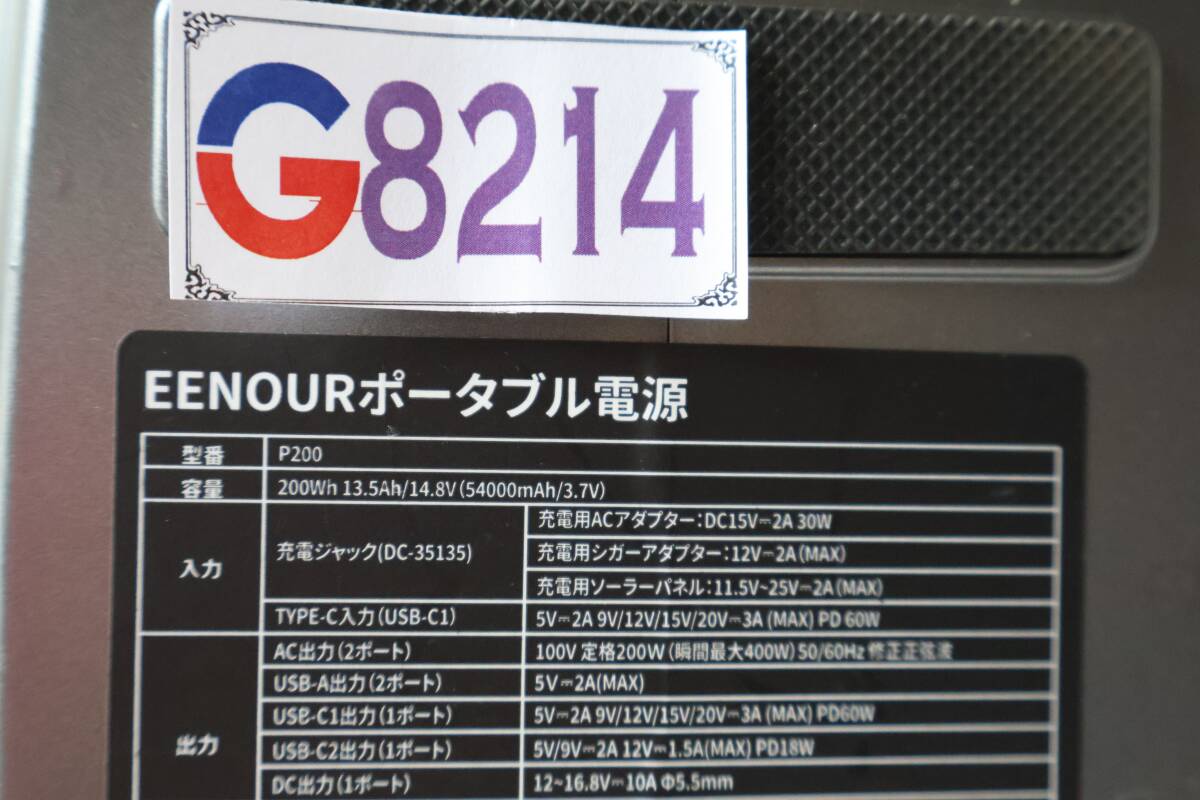 G8214
EENOURポータブル電源
型番 P200
容量 200Wh 13.5Ah/14.8V(54000mAh/3.7V)
入力 充電ジャック(DC-35135) 充電用ACアダプター:DC15V⎓2A 30W
充電用シガーアダプター:12V⎓2A(MAX)
充電用ソーラーパネル:11.5V~25V⎓2A(MAX)
TYPE-C入力(USB-C1) 5V⎓2A 9V/12V/15V/20V⎓3A (MAX) PD 60W
出力 AC出力(2ポート) 100V 定格200W(瞬間最大400W) 50/60Hz 修正正弦波
USB-A出力(2ポート) 5V⎓2A(MAX)
USB-C1出力(1ポート) 5V⎓2A 9V/12V/15V/20V⎓3A (MAX) PD60W
USB-C2出力(1ポート) 5V/9V⎓2A 12V⎓1.5A(MAX) PD18W
DC出力(1ポート) 12~16.8V⎓10A Φ5.5mm